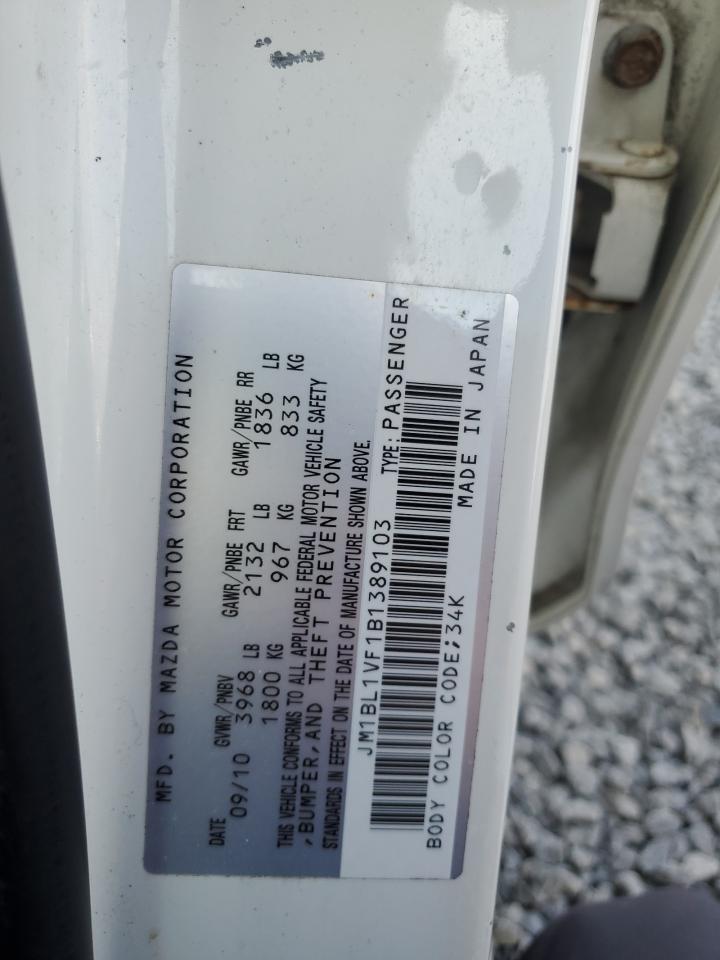 MFD. BY MAZDA MOTOR CORPORATION
DATE GVWR/PNBV GAWR/PNBE FRT GAWR/PNBE RR
09/10 3968 LB 2132 LB 1836 LB
1800 KG 967 KG 833 KG
THIS VEHICLE CONFORMS TO ALL APPLICABLE FEDERAL MOTOR VEHICLE SAFETY
,BUMPER,AND THEFT PREVENTION
STANDARDS IN EFFECT ON THE DATE OF MANUFACTURE SHOWN ABOVE.
JM1BL1VF1B1389103 TYPE:PASSENGER
BODY COLOR CODE;34K MADE IN JAPAN